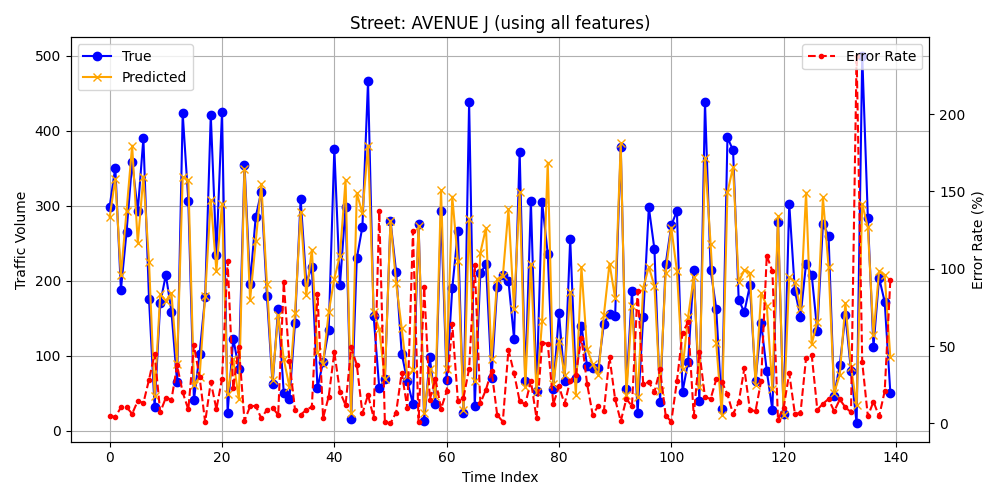 Street: AVENUE J (using all features)
True
Predicted
Error Rate
Traffic Volume
500
400
300
200
100
0
200
150
100
50
0
Error Rate (%)
0 20 40 60 80 100 120 140
Time Index